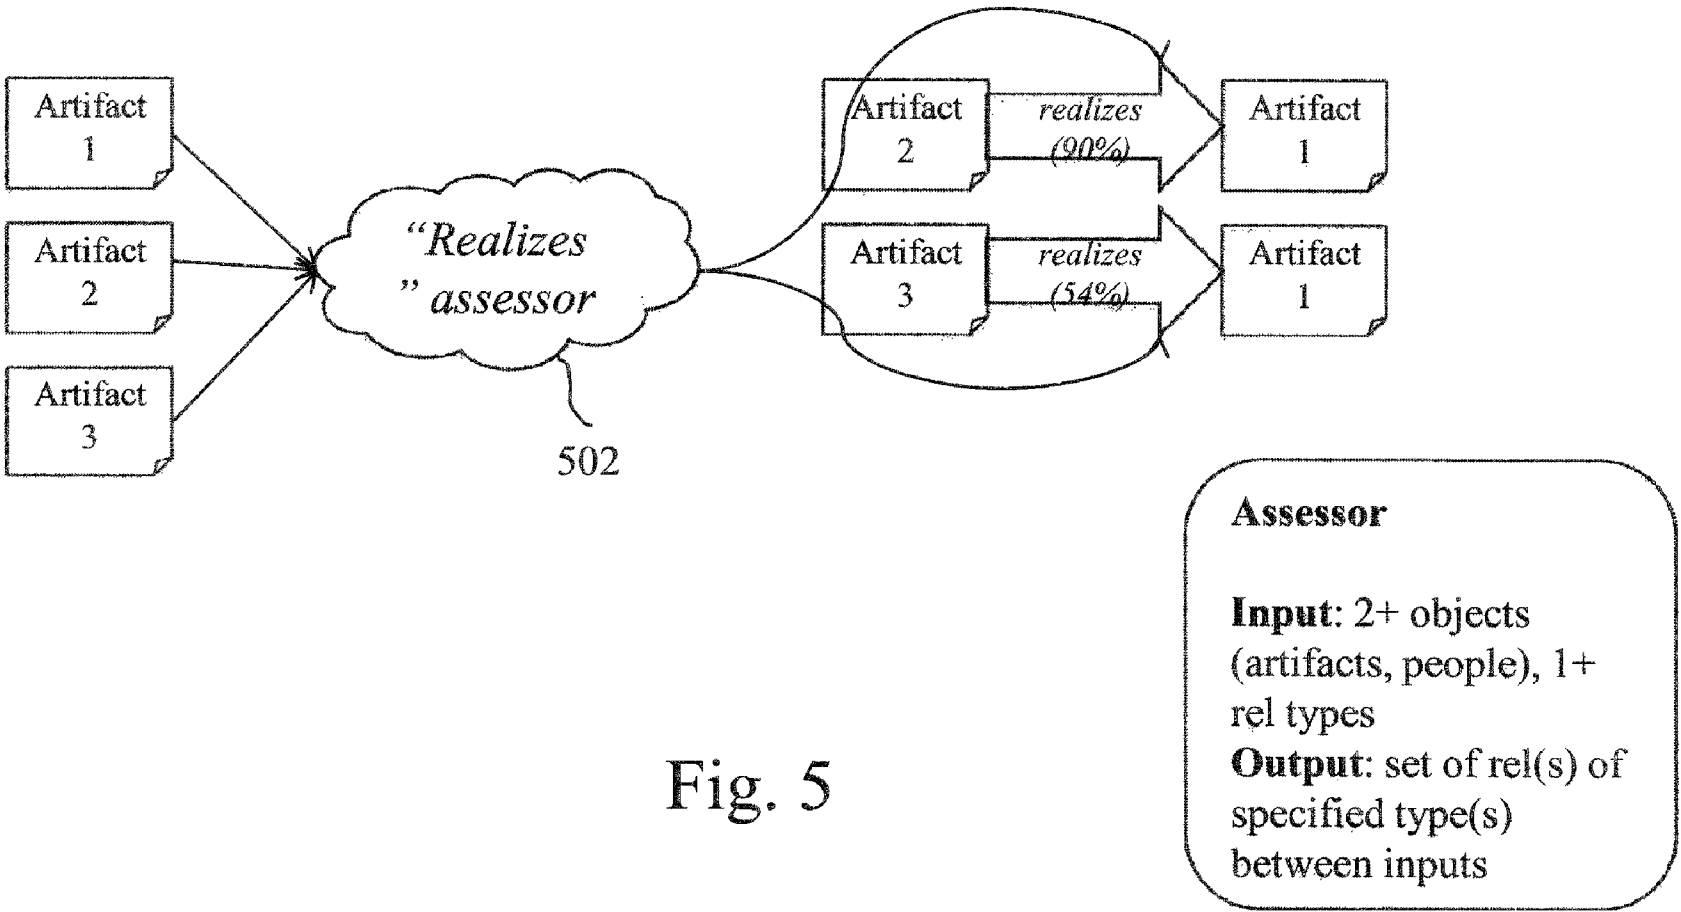 Artifact
1
Artifact
2
Artifact
3
“Realizes
” assessor
502
Artifact
2
realizes
(90%)
Artifact
1
Artifact
3
realizes
(54%)
Artifact
1
Assessor
Input: 2+ objects
(artifacts, people), 1+
rel types
Output: set of rel(s) of
specified type(s)
between inputs
Fig. 5